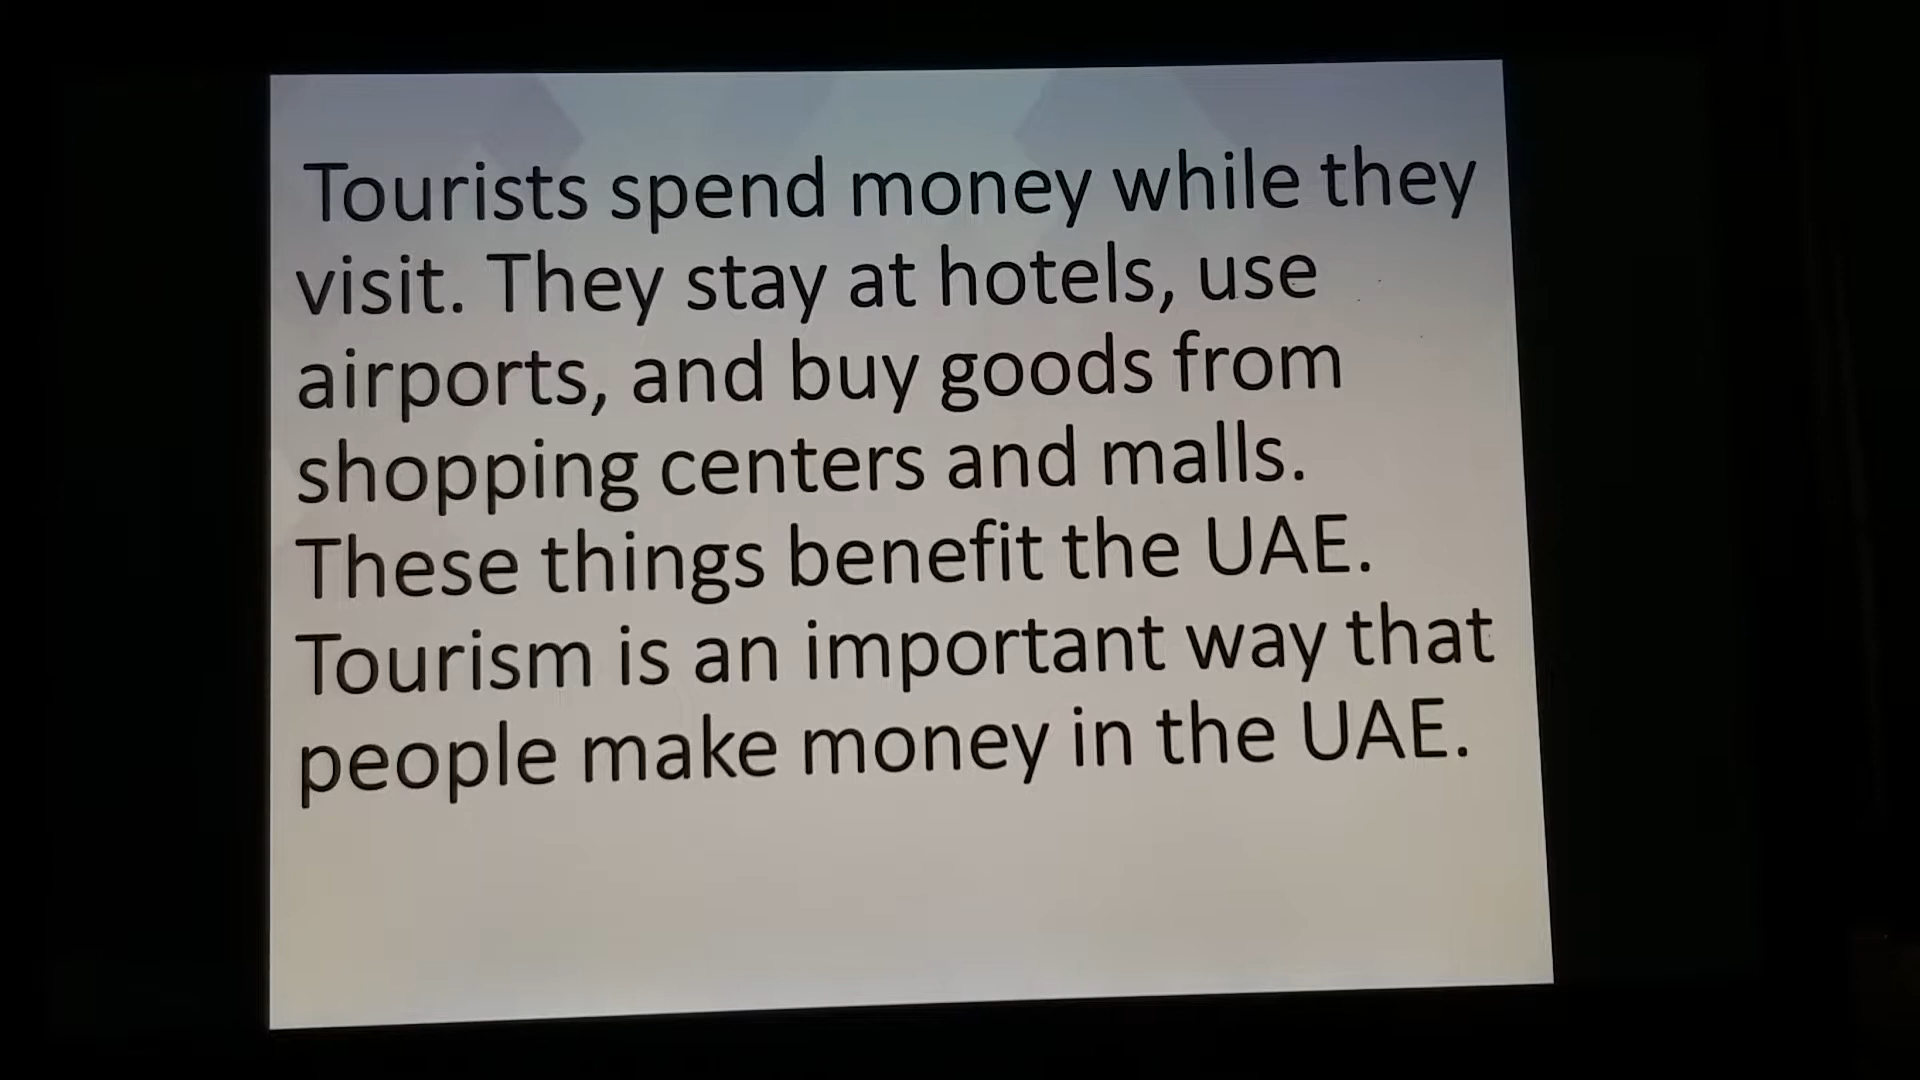 Tourists spend money while they
visit. They stay at hotels, use
airports, and buy goods from
shopping centers and malls.
These things benefit the UAE.
Tourism is an important way that
people make money in the UAE.